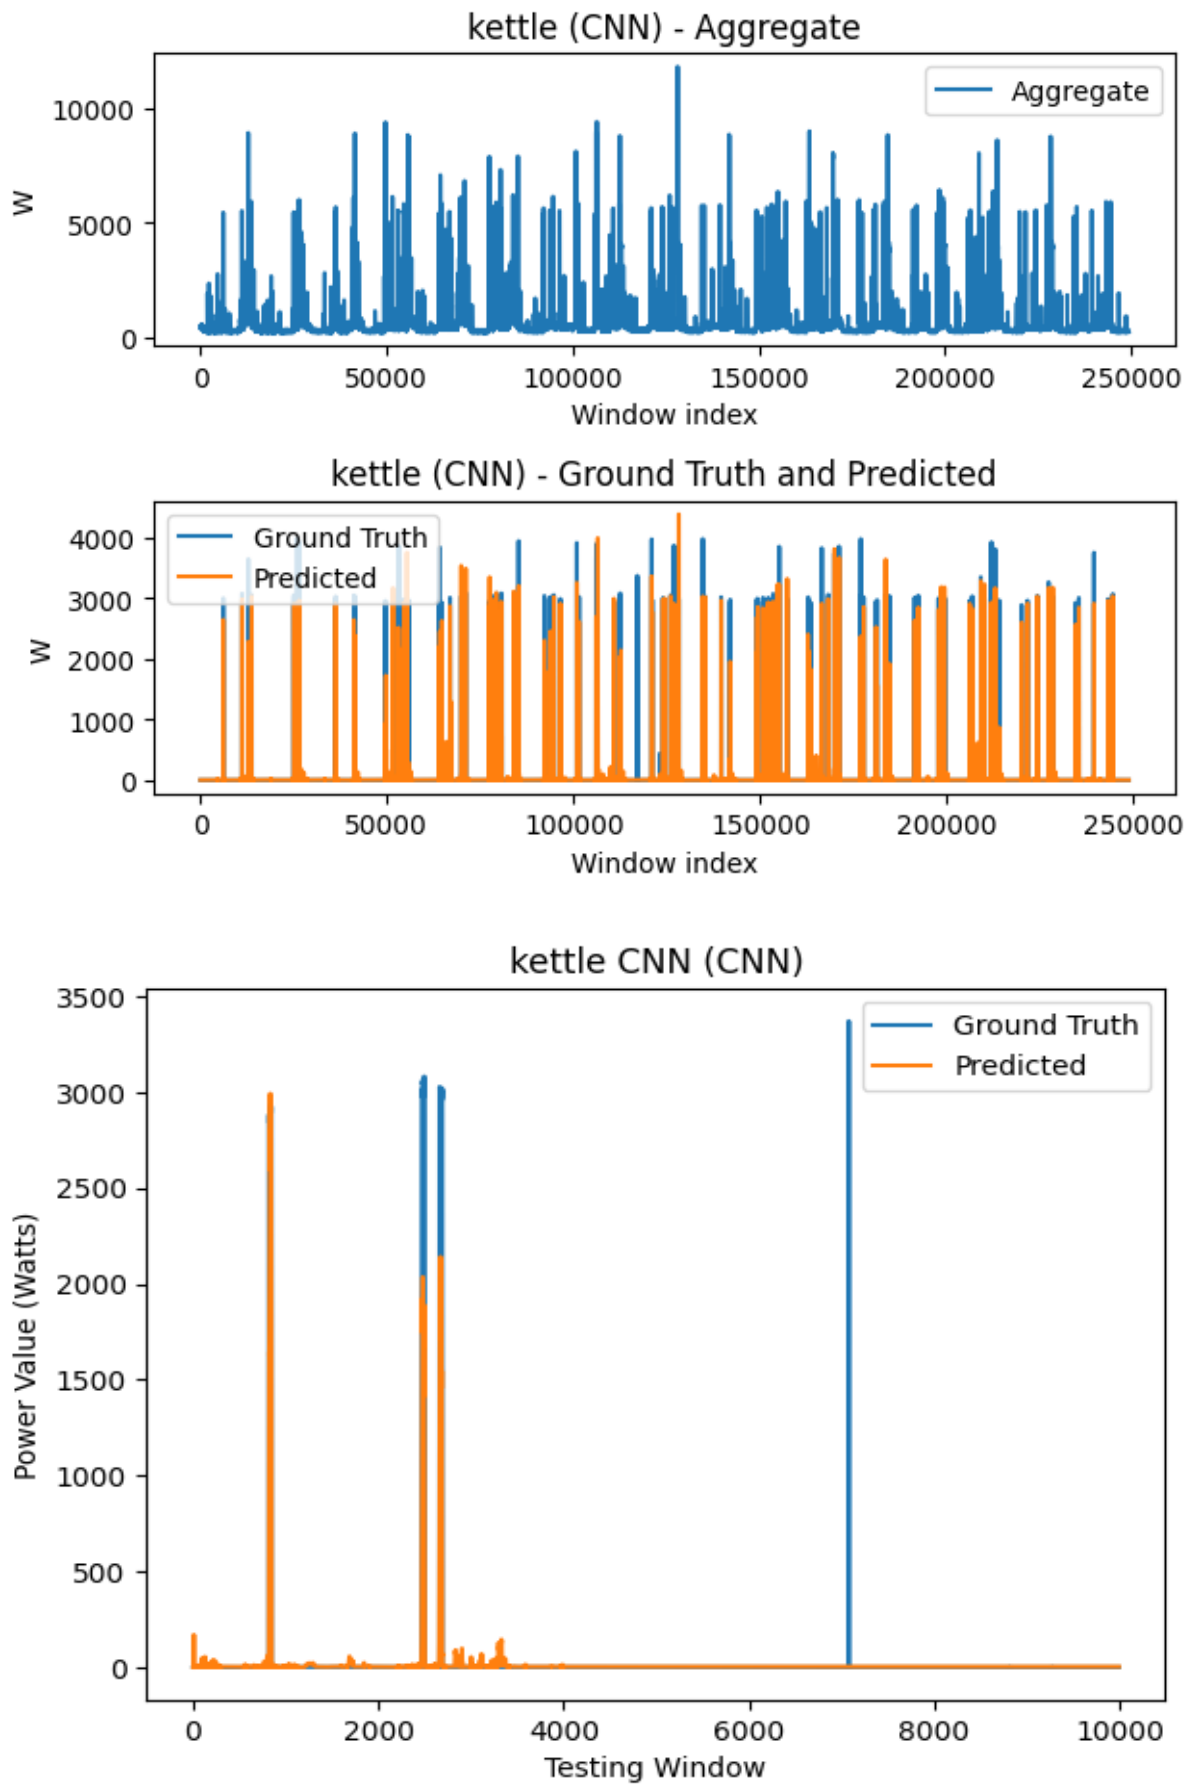 kettle (CNN) - Aggregate
Aggregate
10000
5000
0
W
0 50000 100000 150000 200000 250000
Window index
kettle (CNN) - Ground Truth and Predicted
Ground Truth
Predicted
4000
3000
2000
1000
0
W
0 50000 100000 150000 200000 250000
Window index
kettle CNN (CNN)
Ground Truth
Predicted
3500
3000
2500
2000
1500
1000
500
0
Power Value (Watts)
0 2000 4000 6000 8000 10000
Testing Window